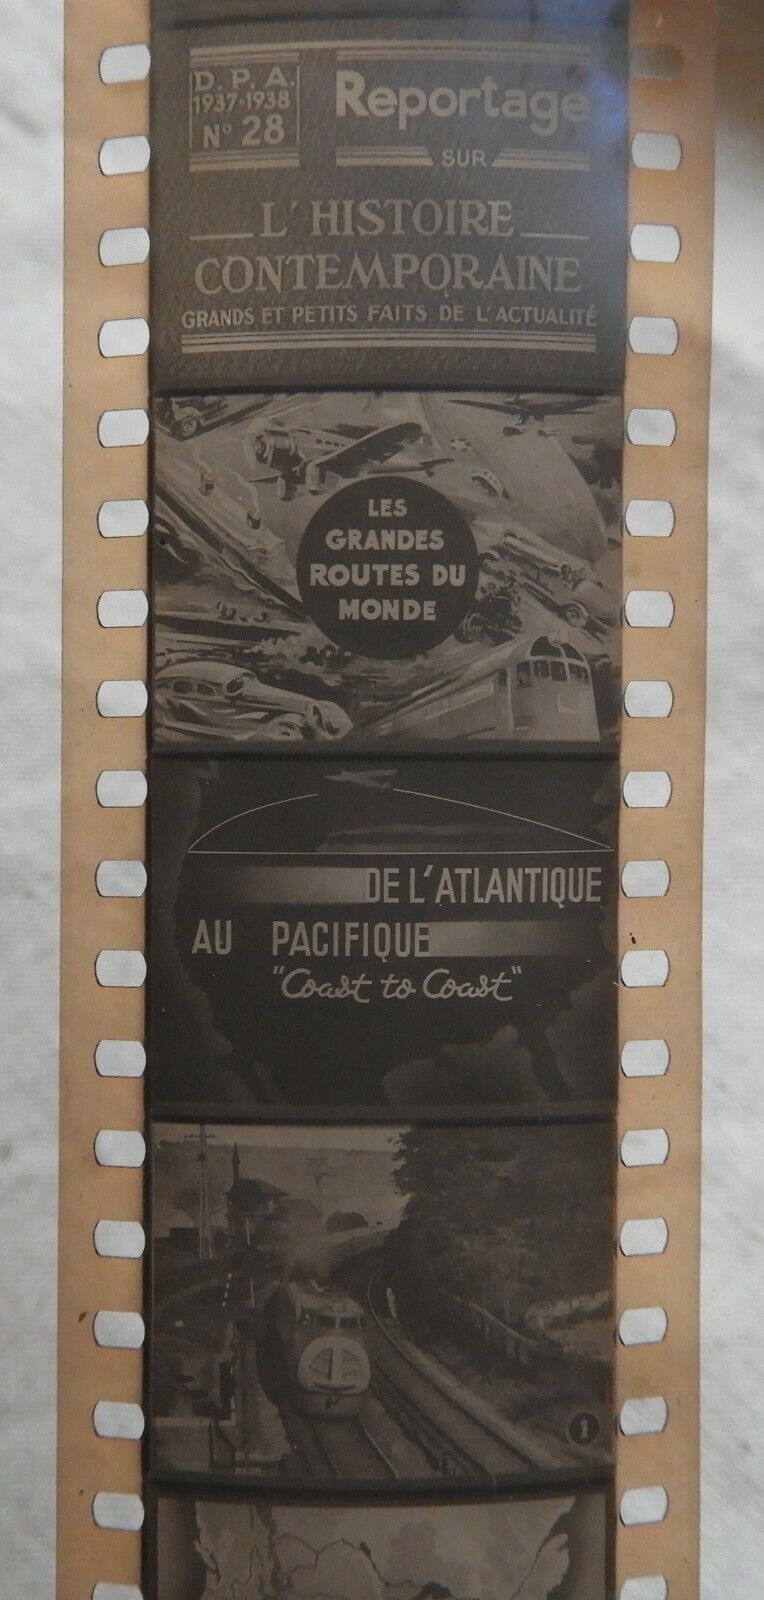 D.P.A.
1937-1938
N° 28
Reportage
SUR
L'HISTOIRE
CONTEMPORAINE
GRANDS ET PETITS FAITS DE L'ACTUALITÉ
LES
GRANDES
ROUTES DU
MONDE
DE L'ATLANTIQUE
AU PACIFIQUE
"Coast to Coast"
1